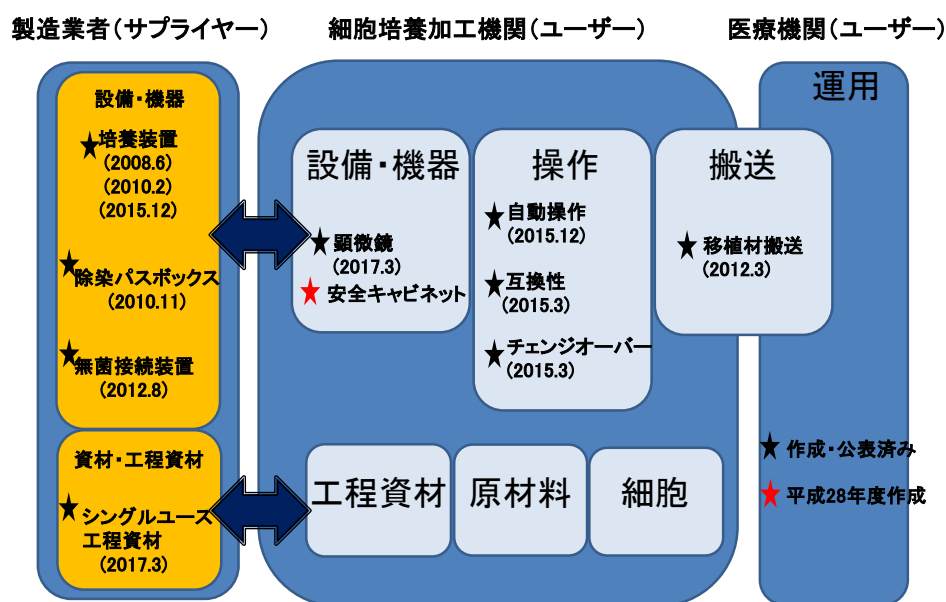 製造業者(サプライヤー)
細胞培養加工機関(ユーザー)
医療機関(ユーザー)
設備・機器
★培養装置
(2008.6)
(2010.2)
(2015.12)
★除染パスボックス
(2010.11)
★無菌接続装置
(2012.8)
資材・工程資材
★シングルユース
工程資材
(2017.3)
設備・機器
★顕微鏡
(2017.3)
★安全キャビネット
操作
★自動操作
(2015.12)
★互換性
(2015.3)
★チェンジオーバー
(2015.3)
搬送
★移植材搬送
(2012.3)
工程資材
原材料
細胞
運用
★作成・公表済み
★平成28年度作成